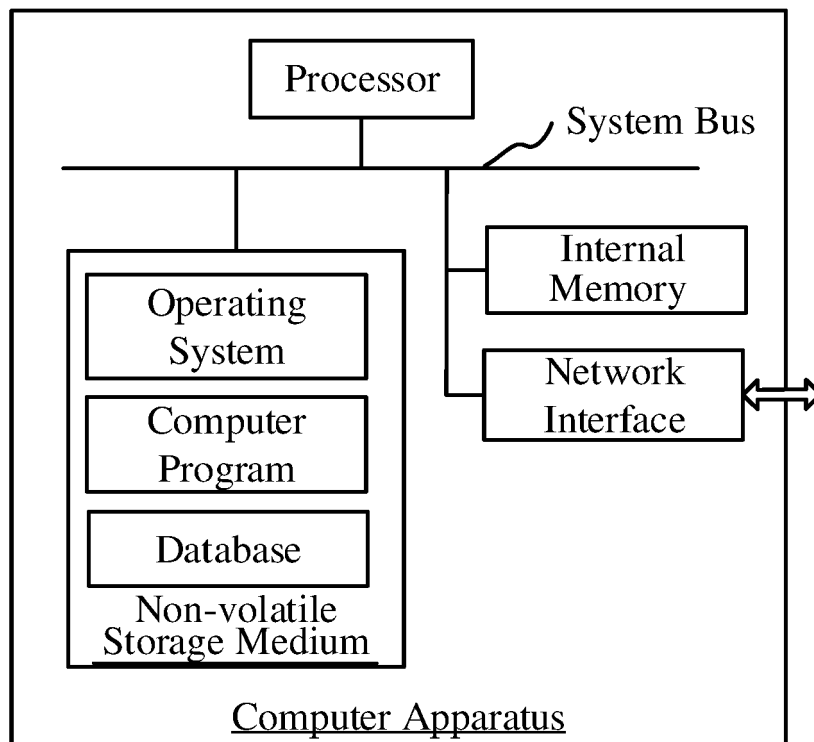 Processor
System Bus
Operating
System
Computer
Program
Database
Non-volatile
Storage Medium
Internal
Memory
Network
Interface
Computer Apparatus